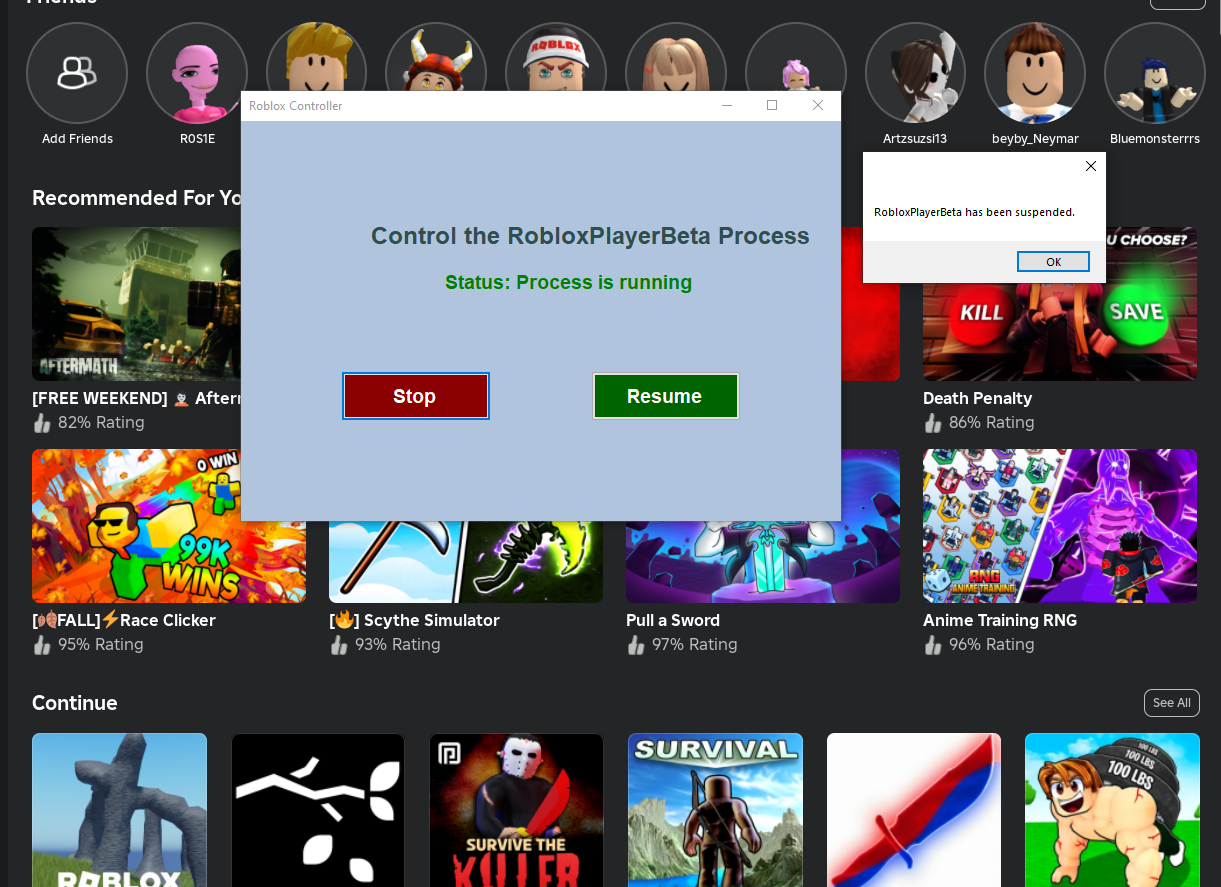 Friends
ROBLOX
Add Friends
R0S1E
Artzsuzsi13
beyby_Neymar
Bluemonsterrrs
Roblox Controller
Control the RobloxPlayerBeta Process
Status: Process is running
Stop
Resume
RobloxPlayerBeta has been suspended.
OK
Recommended For Yo
AFTERMATH
U CHOOSE?
KILL
SAVE
[FREE WEEKEND] 🧟 Aftern
82% Rating
Death Penalty
86% Rating
0 WIN
99K
WINS
RNG
ANIME TRAINING
[🍂FALL]⚡Race Clicker
95% Rating
[🔥] Scythe Simulator
93% Rating
Pull a Sword
97% Rating
Anime Training RNG
96% Rating
Continue
See All
ROBLOX
SURVIVE THE
KILLER
SURVIVAL
100 LBS
100 LBS
100 LBS